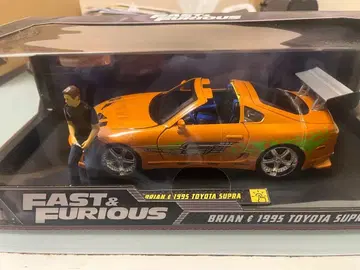 FAST & FURIOUS
BRIAN & 1995 TOYOTA SUPRA
FAST &
FURIOUS
BRIAN & 1995 TOYOTA SUPRA